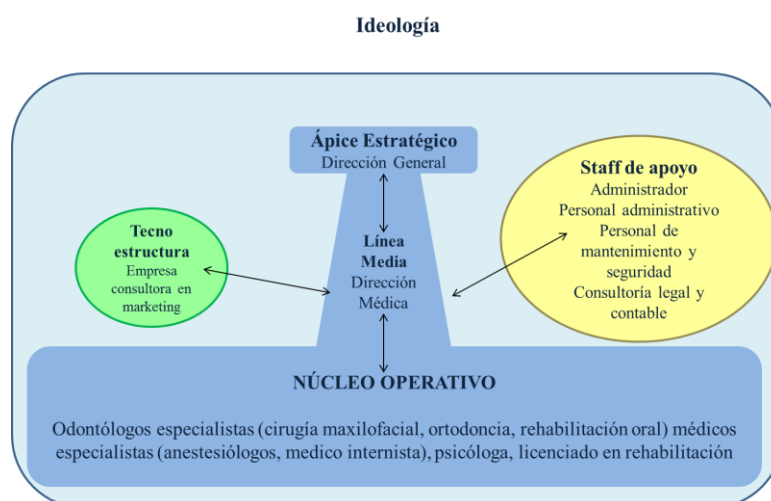 Ideología
Ápice Estratégico
Dirección General
Staff de apoyo
Administrador
Personal administrativo
Personal de
mantenimiento y
seguridad
Consultoría legal y
contable
Tecno
estructura
Empresa
consultora en
marketing
Línea
Media
Dirección
Médica
NÚCLEO OPERATIVO
Odontólogos especialistas (cirugía maxilofacial, ortodoncia, rehabilitación oral) médicos
especialistas (anestesiólogos, medico internista), psicóloga, licenciado en rehabilitación